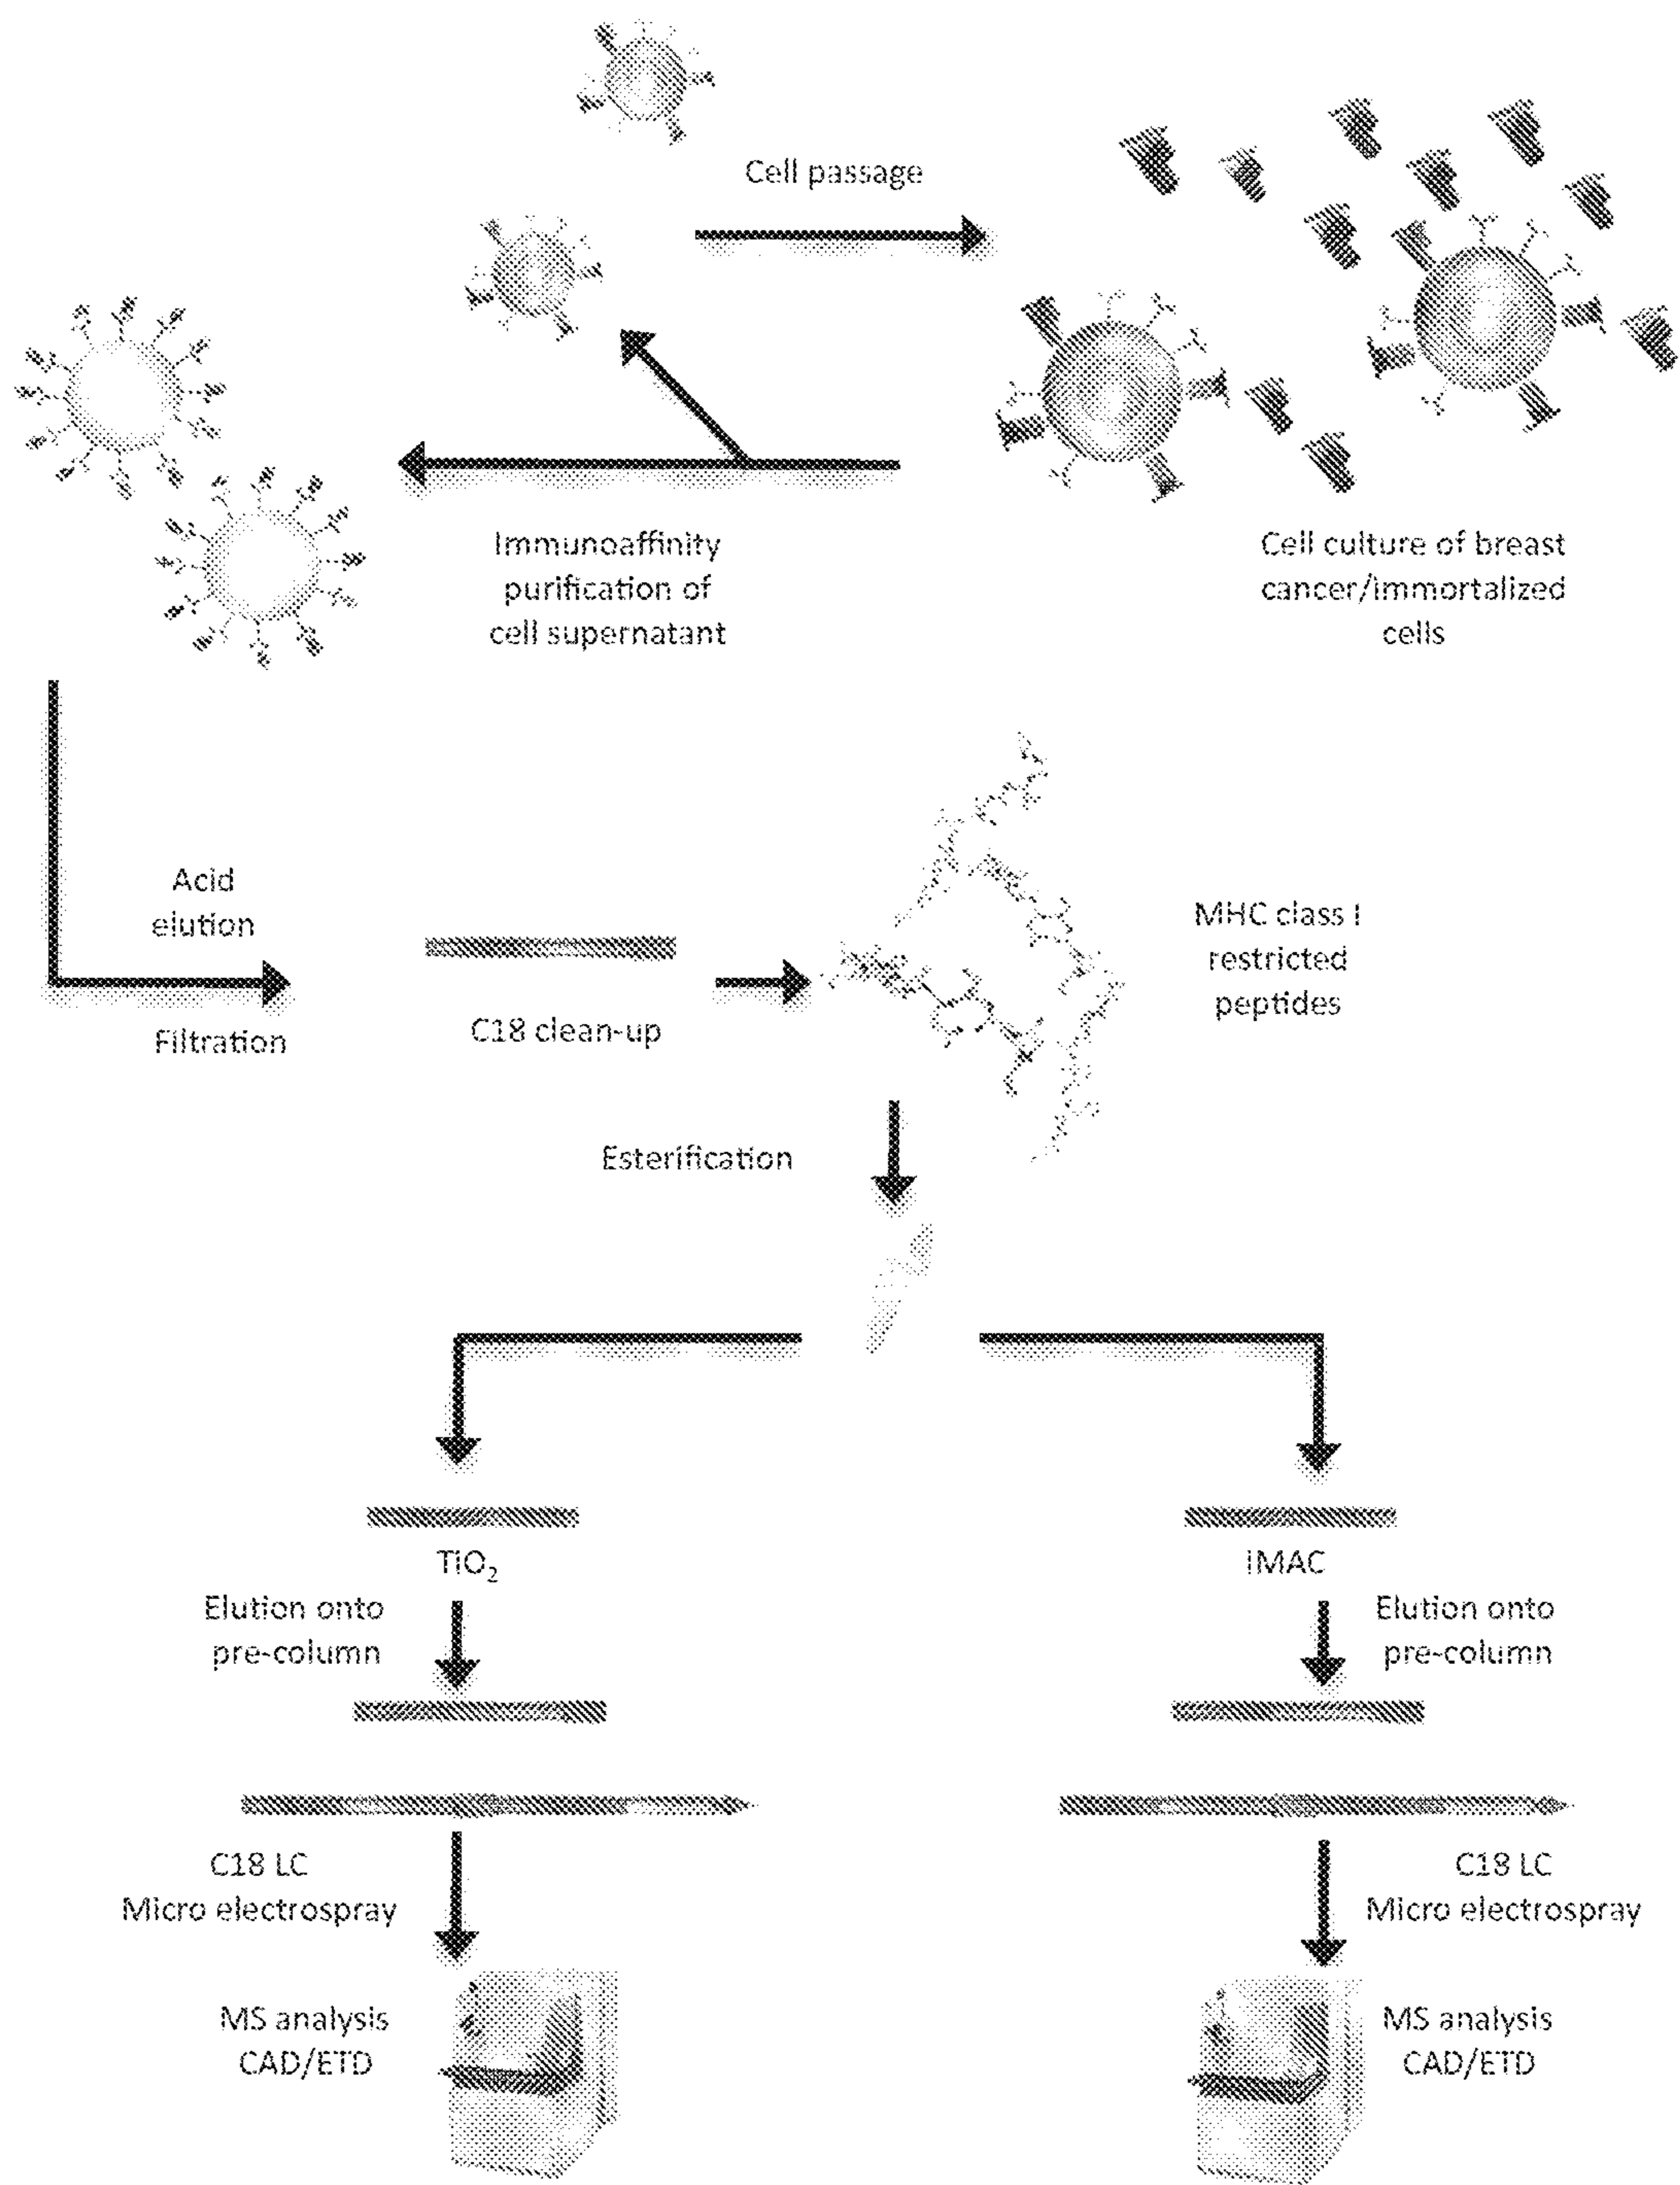 Cell passage
Immunoaffinity
purification of
cell supernatant
Cell culture of breast
cancer/immortalized
cells
Acid
elution
Filtration
C18 clean-up
MHC class I
restricted
peptides
Esterification
TiO₂
IMAC
Elution onto
pre-column
Elution onto
pre-column
C18 LC
Micro electrospray
C18 LC
Micro electrospray
MS analysis
CAD/ETD
MS analysis
CAD/ETD